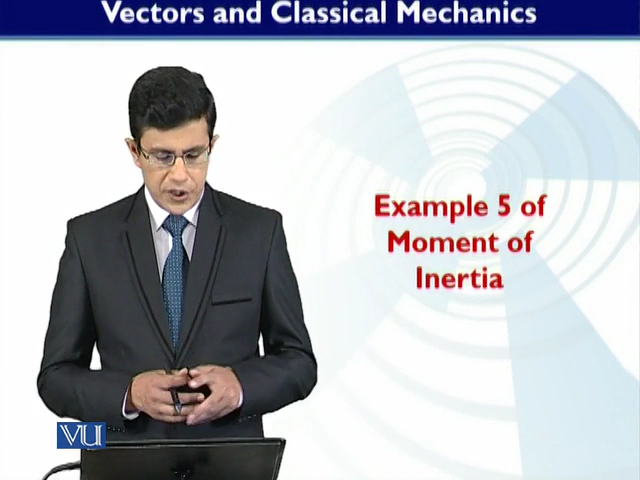 Vectors and Classical Mechanics
Example 5 of
Moment of
Inertia
VU